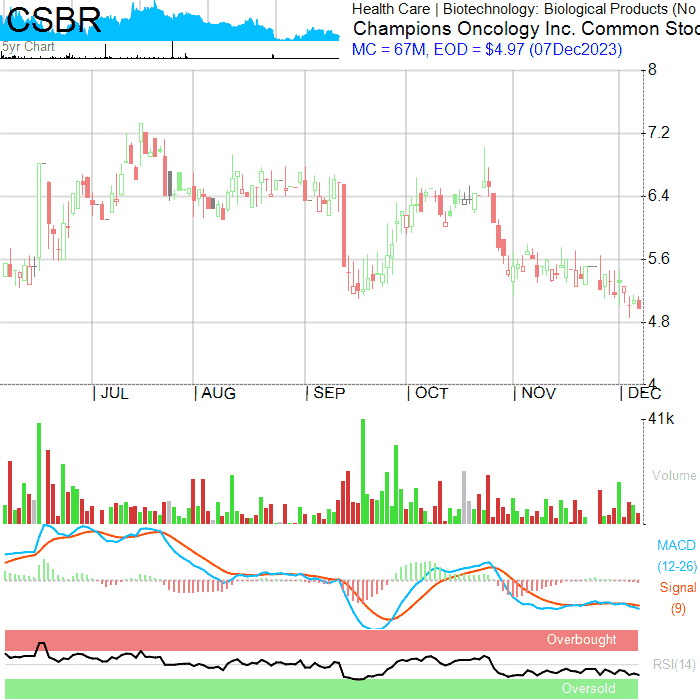 CSBR
5yr Chart
Health Care | Biotechnology: Biological Products (No
Champions Oncology Inc. Common Stoc
MC = 67M, EOD = $4.97 (07Dec2023)
8
7.2
6.4
5.6
4.8
4
| JUL | AUG | SEP | OCT | NOV | DEC
41k
Volume
MACD
(12-26)
Signal
(9)
Overbought
RSI(14)
Oversold